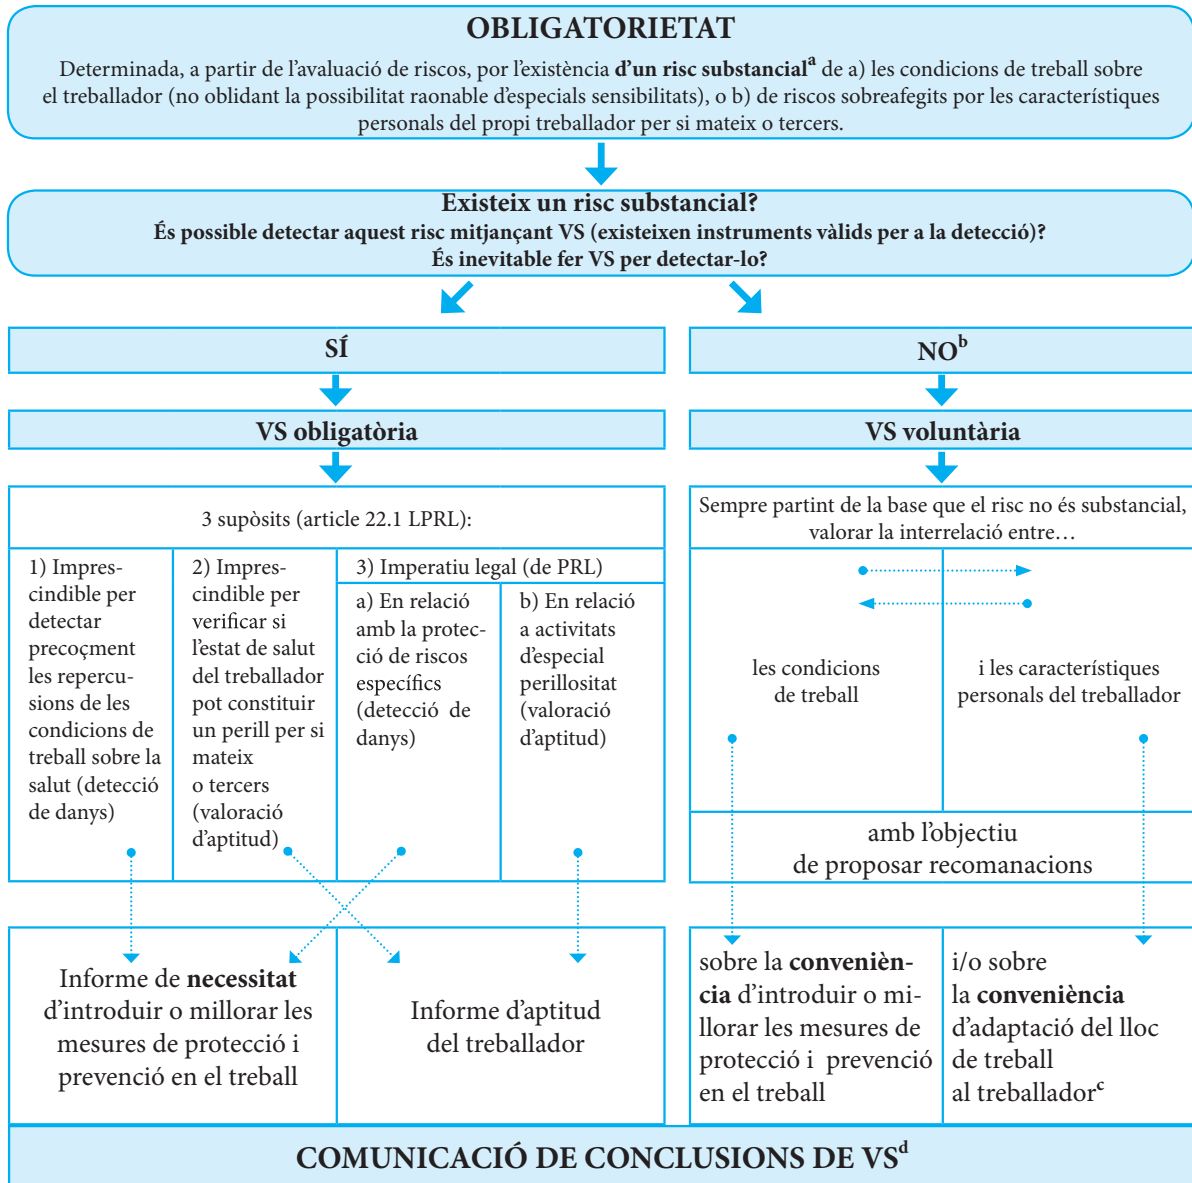 OBLIGATORIETAT
Determinada, a partir de l’avaluació de riscos, por l’existència d’un risc substancialᵃ de a) les condicions de treball sobre
el treballador (no oblidant la possibilitat raonable d’especials sensibilitats), o b) de riscos sobreafegits per les característiques
personals del propi treballador per si mateix o tercers.
Existeix un risc substancial?
És possible detectar aquest risc mitjançant VS (existeixen instruments vàlids per a la detecció)?
És inevitable fer VS per detectar-lo?
SÍ
VS obligatòria
3 supòsits (article 22.1 LPRL):
1) Impres-
cindible per
detectar
precoçment
les repercu-
sions de les
condicions de
treball sobre la
salut (detecció
de danys)
2) Impres-
cindible per
verificar si
l’estat de salut
del treballador
pot constituir
un perill per si
mateix
o tercers
(valoració
d’aptitud)
3) Imperatiu legal (de PRL)
a) En relació
amb la protec-
ció de riscos
específics
(detecció de
danys)
b) En relació
a activitats
d’especial
perillositat
(valoració
d’aptitud)
Informe de necessitat
d’introduir o millorar les
mesures de protecció i
prevenció en el treball
Informe d’aptitud
del treballador
NOᵇ
VS voluntària
Sempre partint de la base que el risc no és substancial,
valorar la interrelació entre…
les condicions
de treball
i les característiques
personals del treballador
amb l’objectiu
de proposar recomanacions
sobre la convenièn-
cia d’introduir o mi-
llorar les mesures de
protecció i prevenció
en el treball
i/o sobre
la conveniència
d’adaptació del lloc
de treball
al treballadorᶜ
COMUNICACIÓ DE CONCLUSIONS DE VSᵈ